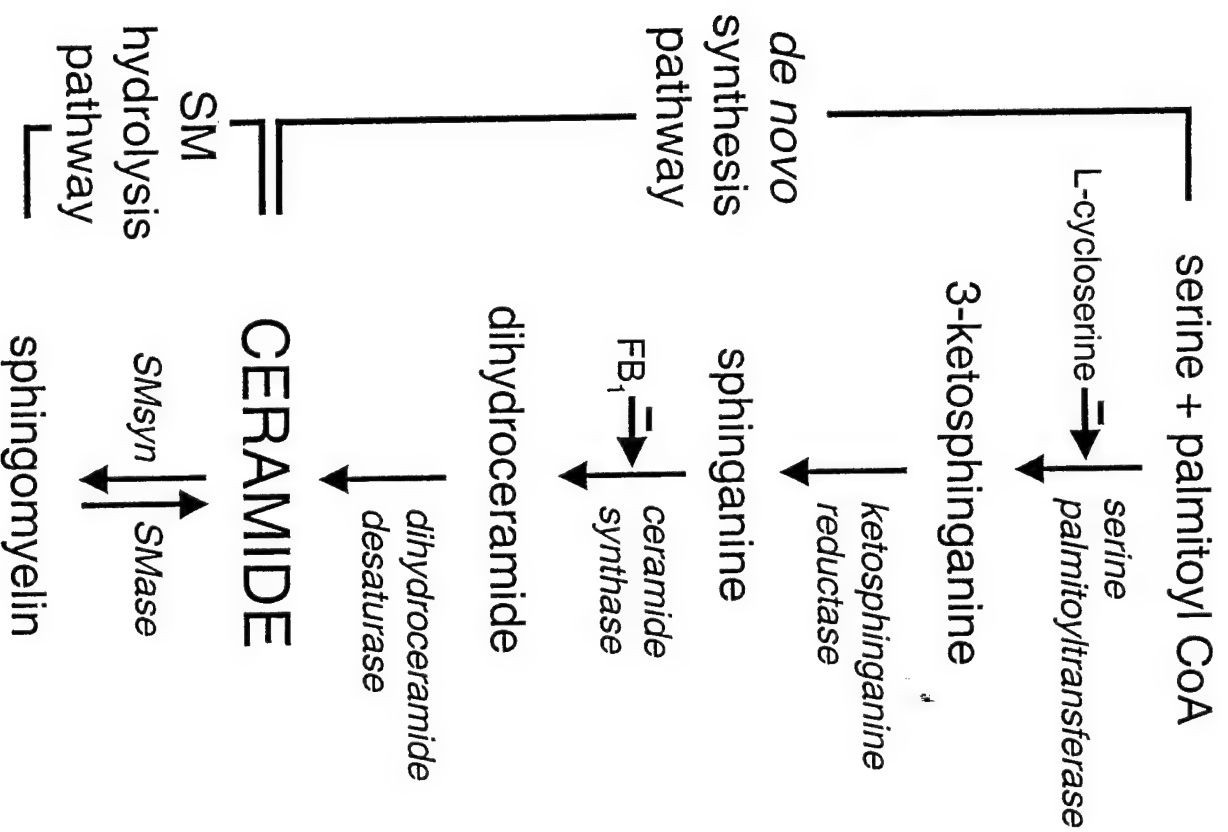 serine + palmitoyl CoA
L-cycloserine
serine
palmitoyltransferase
3-ketosphinganine
ketosphinganine
reductase
de novo
synthesis
pathway
sphinganine
FB₁
ceramide
synthase
dihydroceramide
dihydroceramide
desaturase
CERAMIDE
SM
hydrolysis
pathway
SMsyn
SMase
sphingomyelin